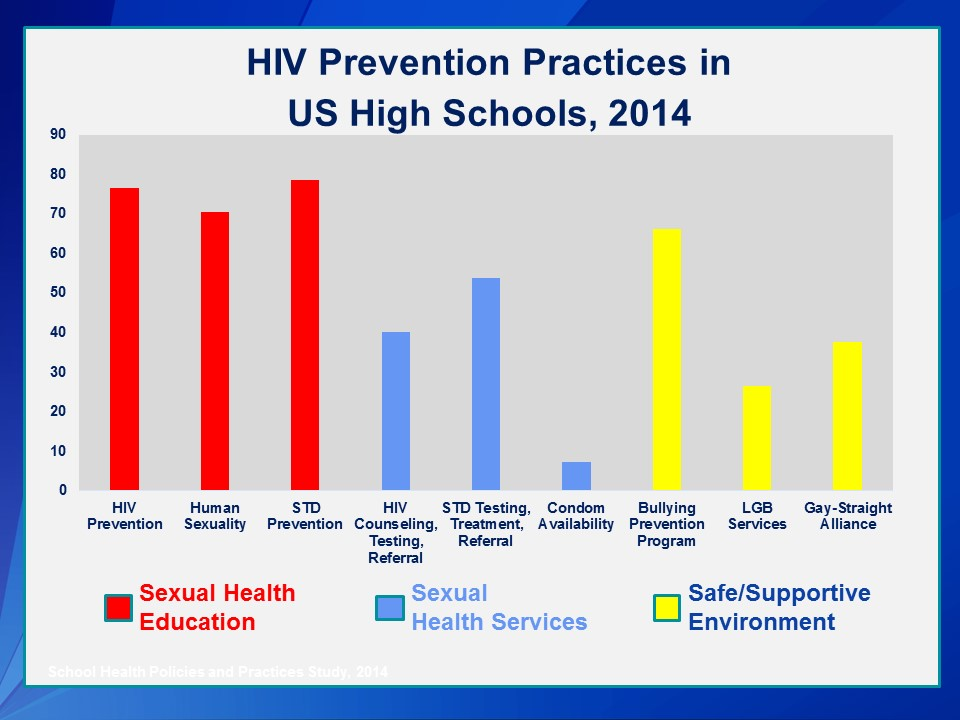 HIV Prevention Practices in
US High Schools, 2014
90
80
70
60
50
40
30
20
10
0
HIV
Prevention
Human
Sexuality
STD
Prevention
HIV
Counseling,
Testing,
Referral
STD Testing,
Treatment,
Referral
Condom
Availability
Bullying
Prevention
Program
LGB
Services
Gay-Straight
Alliance
Sexual Health
Education
Sexual
Health Services
Safe/Supportive
Environment
School Health Policies and Practices Study, 2014